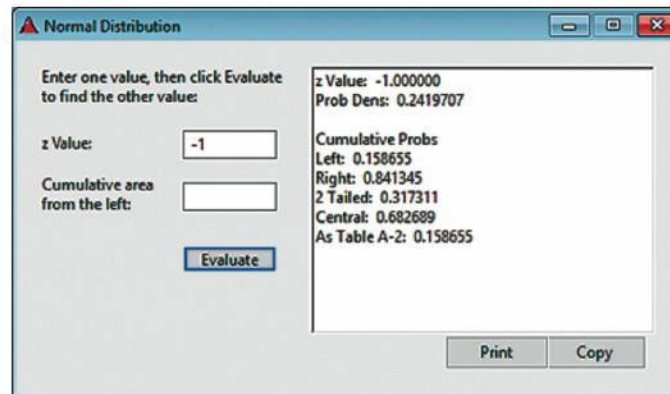 Normal Distribution
Enter one value, then click Evaluate
to find the other value:
z Value:
-1
Cumulative area
from the left:
Evaluate
z Value: -1.000000
Prob Dens: 0.2419707
Cumulative Probs
Left: 0.158655
Right: 0.841345
2 Tailed: 0.317311
Central: 0.682689
As Table A-2: 0.158655
Print
Copy